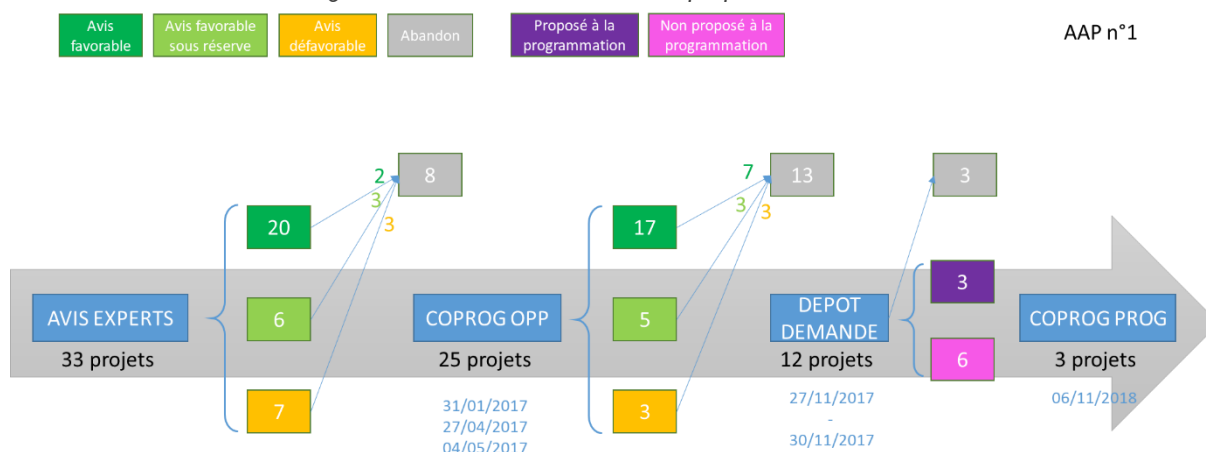 Avis
favorable
Avis favorable
sous réserve
Avis
défavorable
Abandon
Proposé à la
programmation
Non proposé à la
programmation
AAP n°1
2
3
3
8
7
3
3
13
3
20
17
3
AVIS EXPERTS
33 projets
6
COPROG OPP
25 projets
5
DEPOT
DEMANDE
12 projets
6
COPROG PROG
3 projets
7
31/01/2017
27/04/2017
04/05/2017
3
27/11/2017
-
30/11/2017
06/11/2018